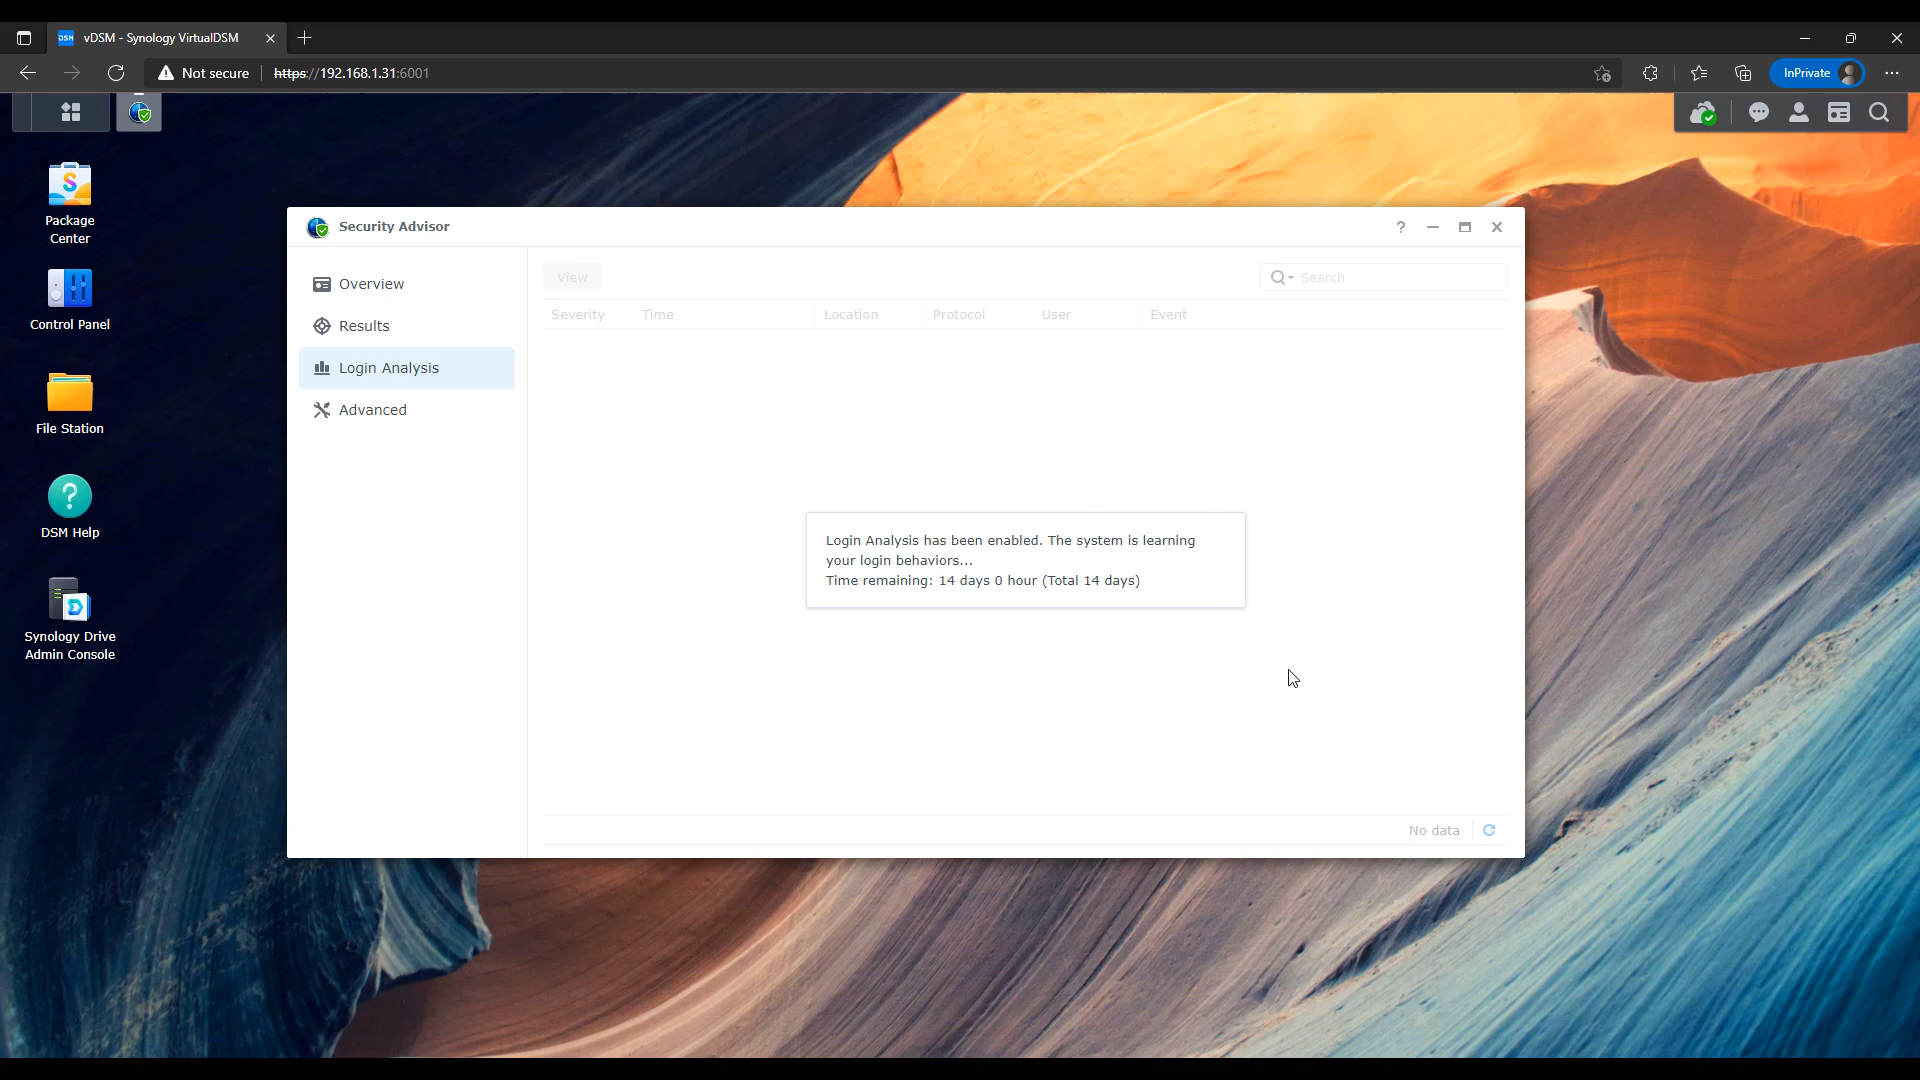 vDSM - Synology VirtualDSM
Not secure
https://192.168.1.31:6001
InPrivate
Package
Center
Control Panel
File Station
DSM Help
Synology Drive
Admin Console
Security Advisor
Overview
Results
Login Analysis
Advanced
View
Search
Severity Time Location Protocol User Event
Login Analysis has been enabled. The system is learning
your login behaviors...
Time remaining: 14 days 0 hour (Total 14 days)
No data